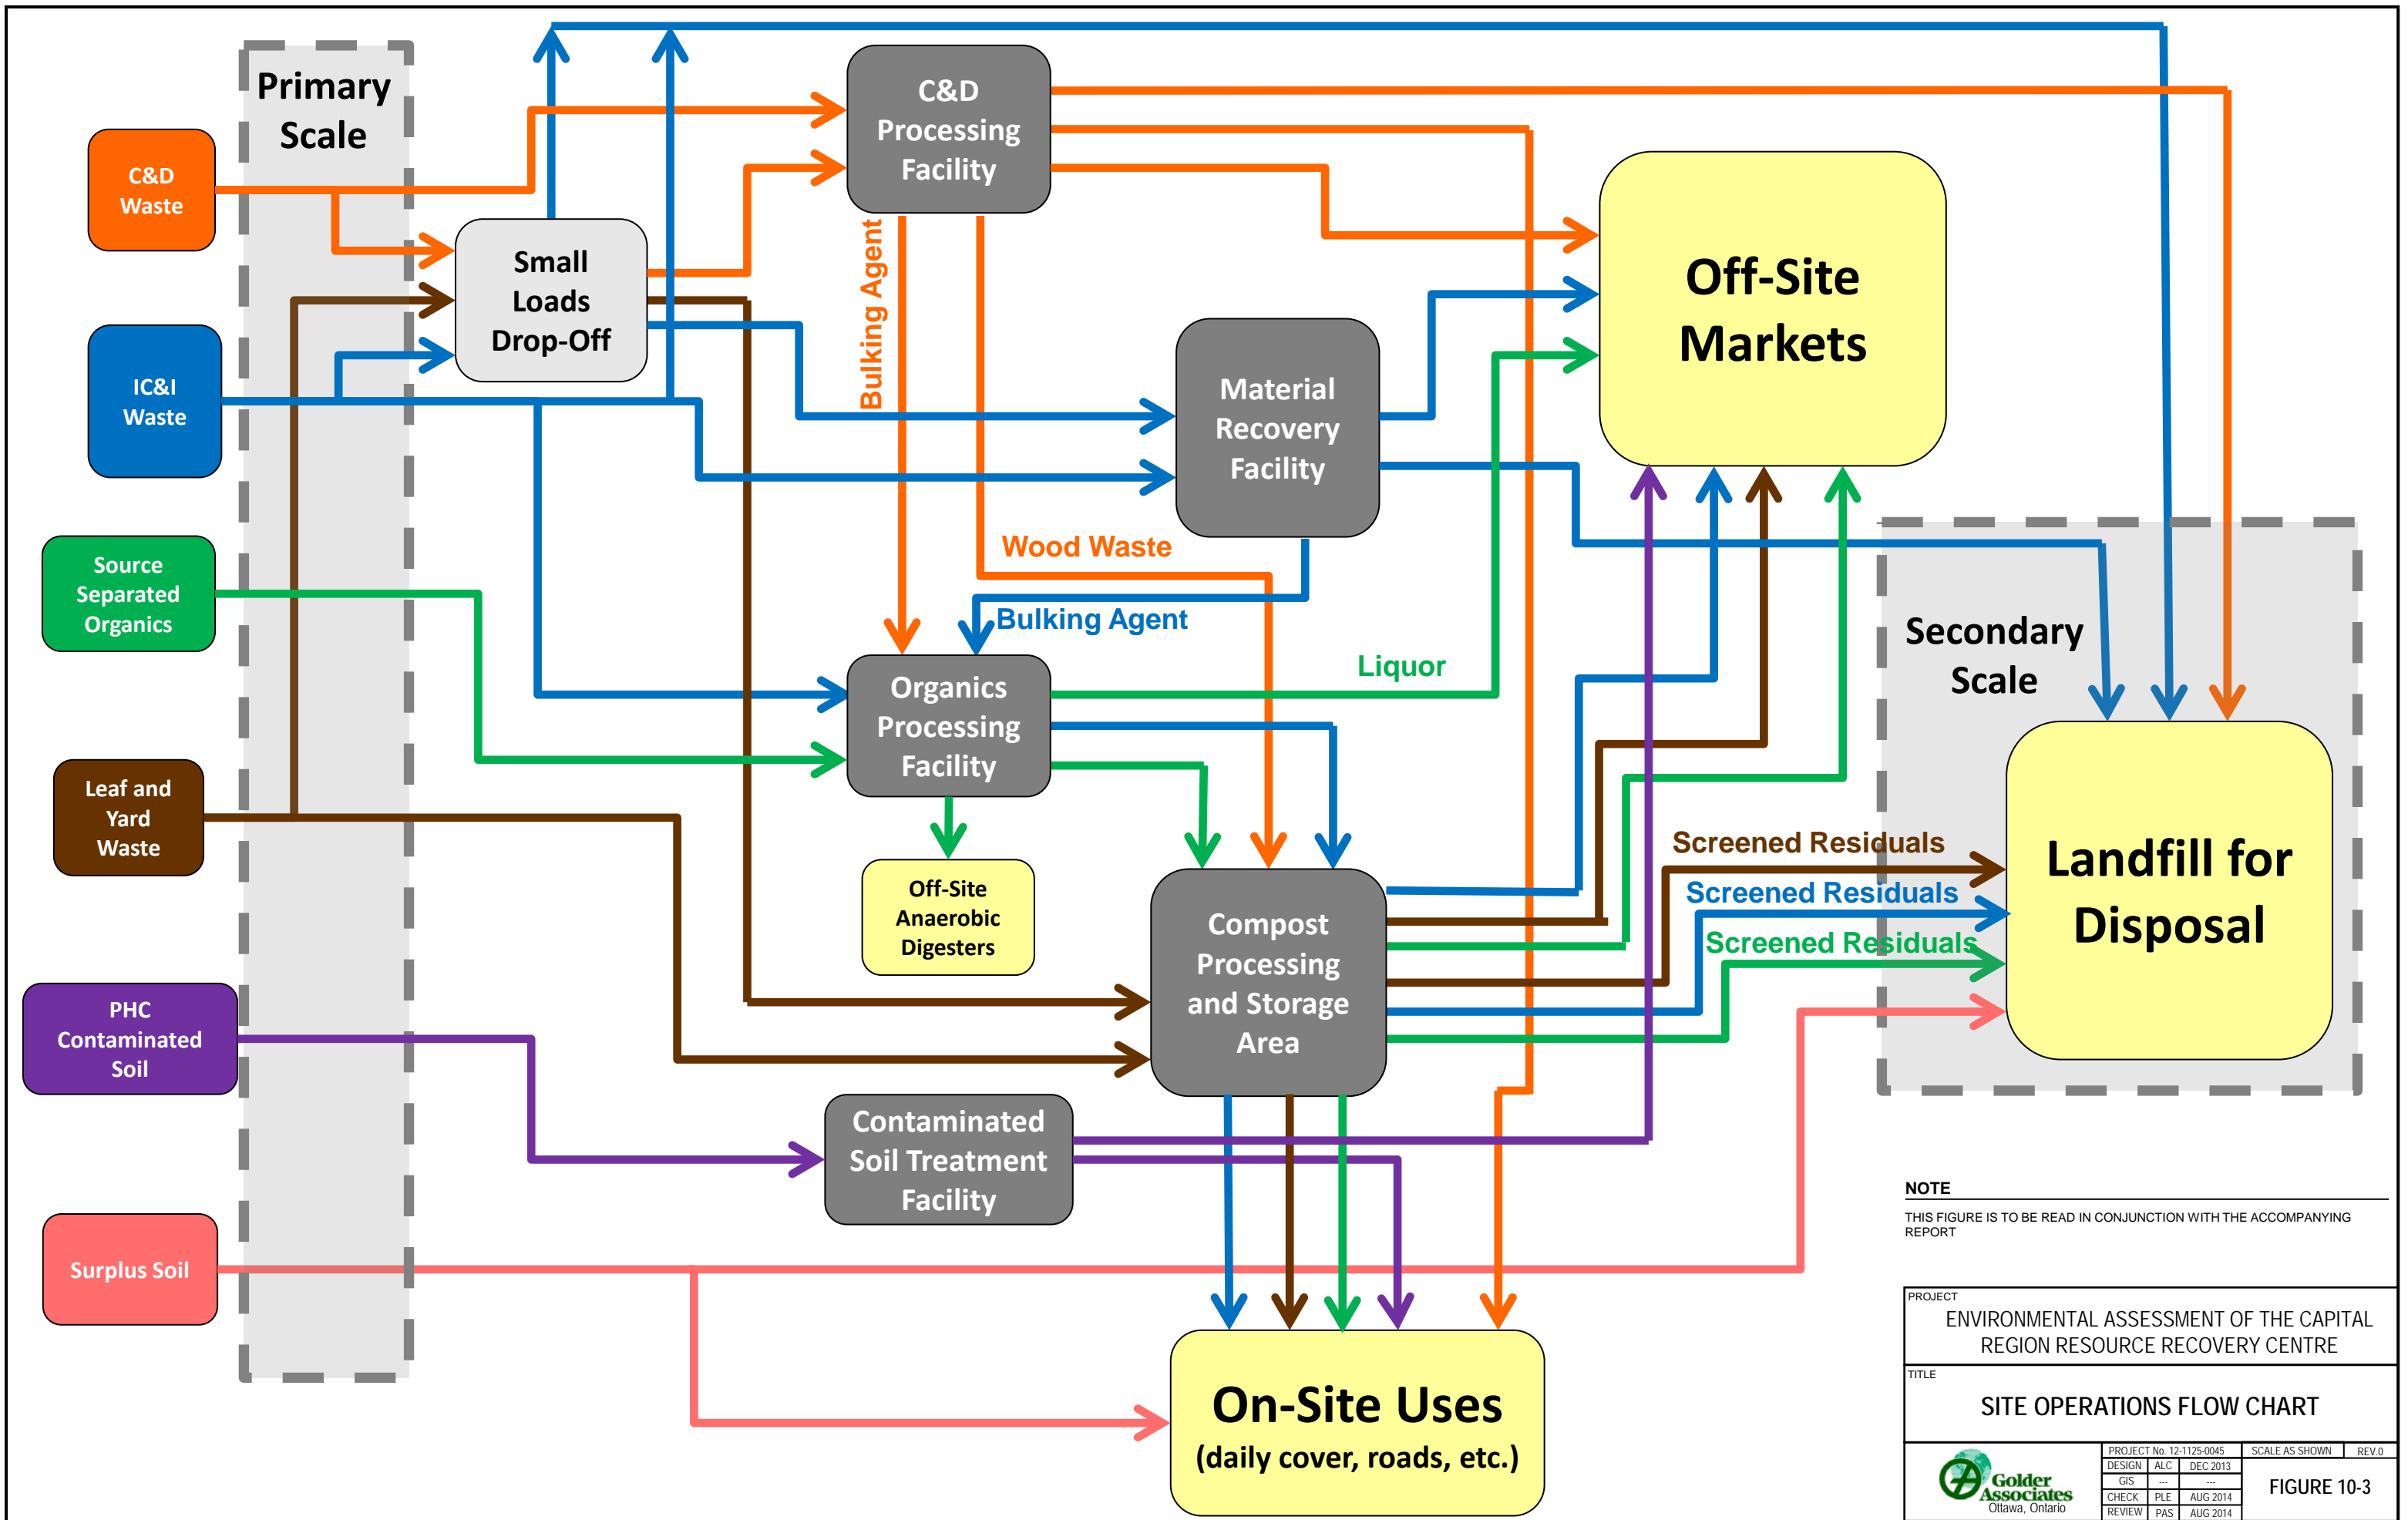 Primary
Scale
C&D
Waste
IC&I
Waste
Source
Separated
Organics
Leaf and
Yard
Waste
PHC
Contaminated
Soil
Surplus Soil
Small
Loads
Drop-Off
C&D
Processing
Facility
Bulking Agent
Wood Waste
Bulking Agent
Material
Recovery
Facility
Organics
Processing
Facility
Liquor
Off-Site
Anaerobic
Digesters
Compost
Processing
and Storage
Area
Contaminated
Soil Treatment
Facility
Off-Site
Markets
Secondary
Scale
Screened Residuals
Screened Residuals
Screened Residuals
Landfill for
Disposal
On-Site Uses
(daily cover, roads, etc.)
NOTE
THIS FIGURE IS TO BE READ IN CONJUNCTION WITH THE ACCOMPANYING
REPORT
PROJECT
ENVIRONMENTAL ASSESSMENT OF THE CAPITAL
REGION RESOURCE RECOVERY CENTRE
TITLE
SITE OPERATIONS FLOW CHART
Golder
Associates
Ottawa, Ontario
PROJECT No. 12-1125-0045 SCALE AS SHOWN REV.0
DESIGN ALC DEC 2013
GIS --- ---
CHECK PLE AUG 2014
REVIEW PAS AUG 2014
FIGURE 10-3